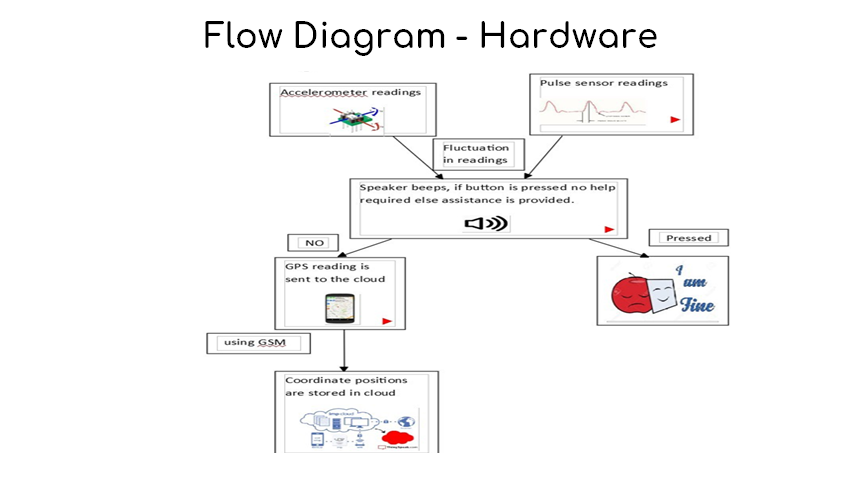 Flow Diagram - Hardware
Accelerometer readings
Pulse sensor readings
Fluctuation
in readings
Speaker beeps, if button is pressed no help
required else assistance is provided.
NO
Pressed
GPS reading is
sent to the cloud
I
am
Fine
using GSM
Coordinate positions
are stored in cloud
ThingSpeak.com